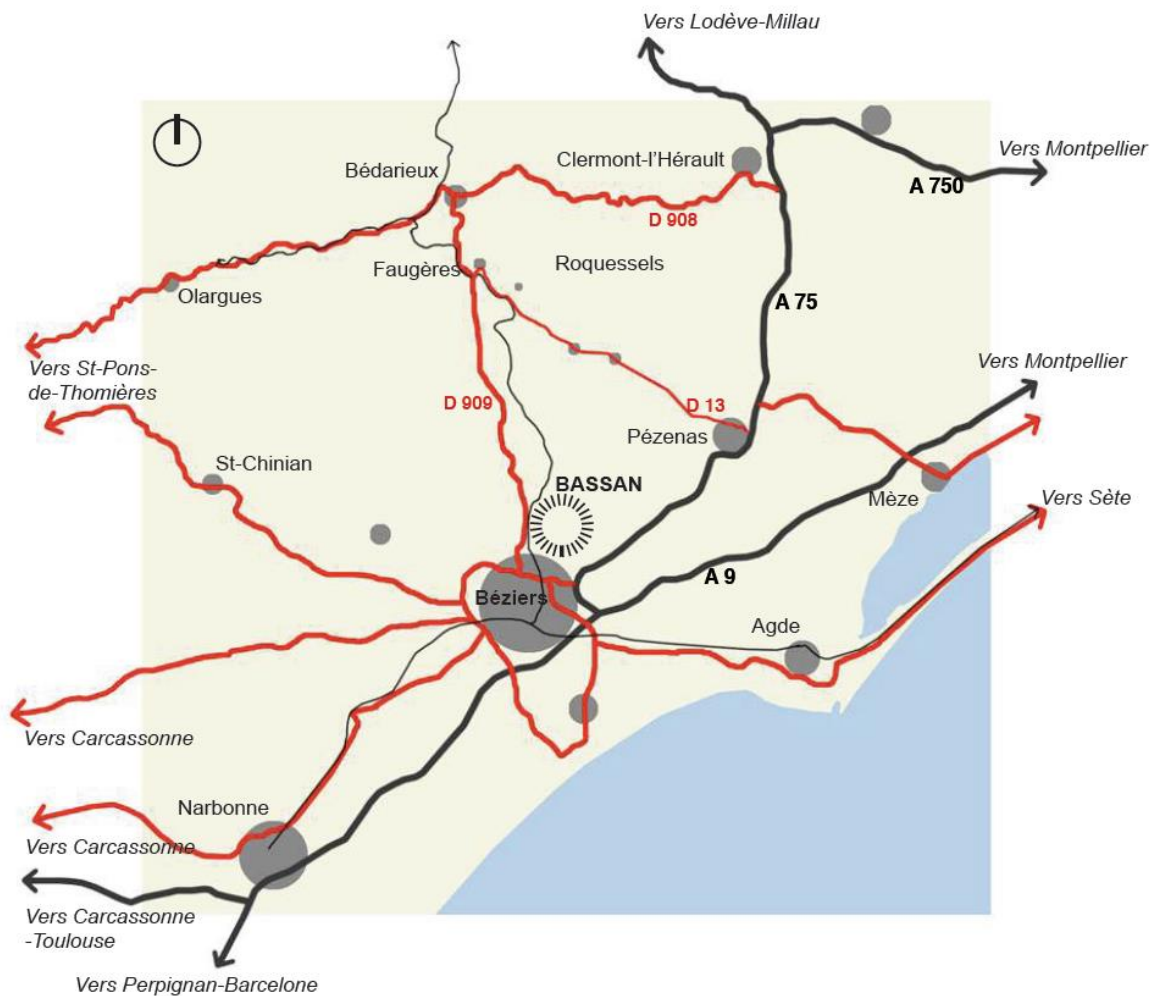 Vers Lodève-Millau
Clermont-l'Hérault
Vers Montpellier
Bédarieux
A 750
D 908
Faugères
Roquessels
Olargues
A 75
Vers St-Pons-
de-Thomières
Vers Montpellier
D 909
D 13
Pézenas
St-Chinian
BASSAN
Mèze
Vers Sète
A 9
Béziers
Agde
Vers Carcassonne
Narbonne
Vers Carcassonne
Vers Carcassonne
-Toulouse
Vers Perpignan-Barcelone